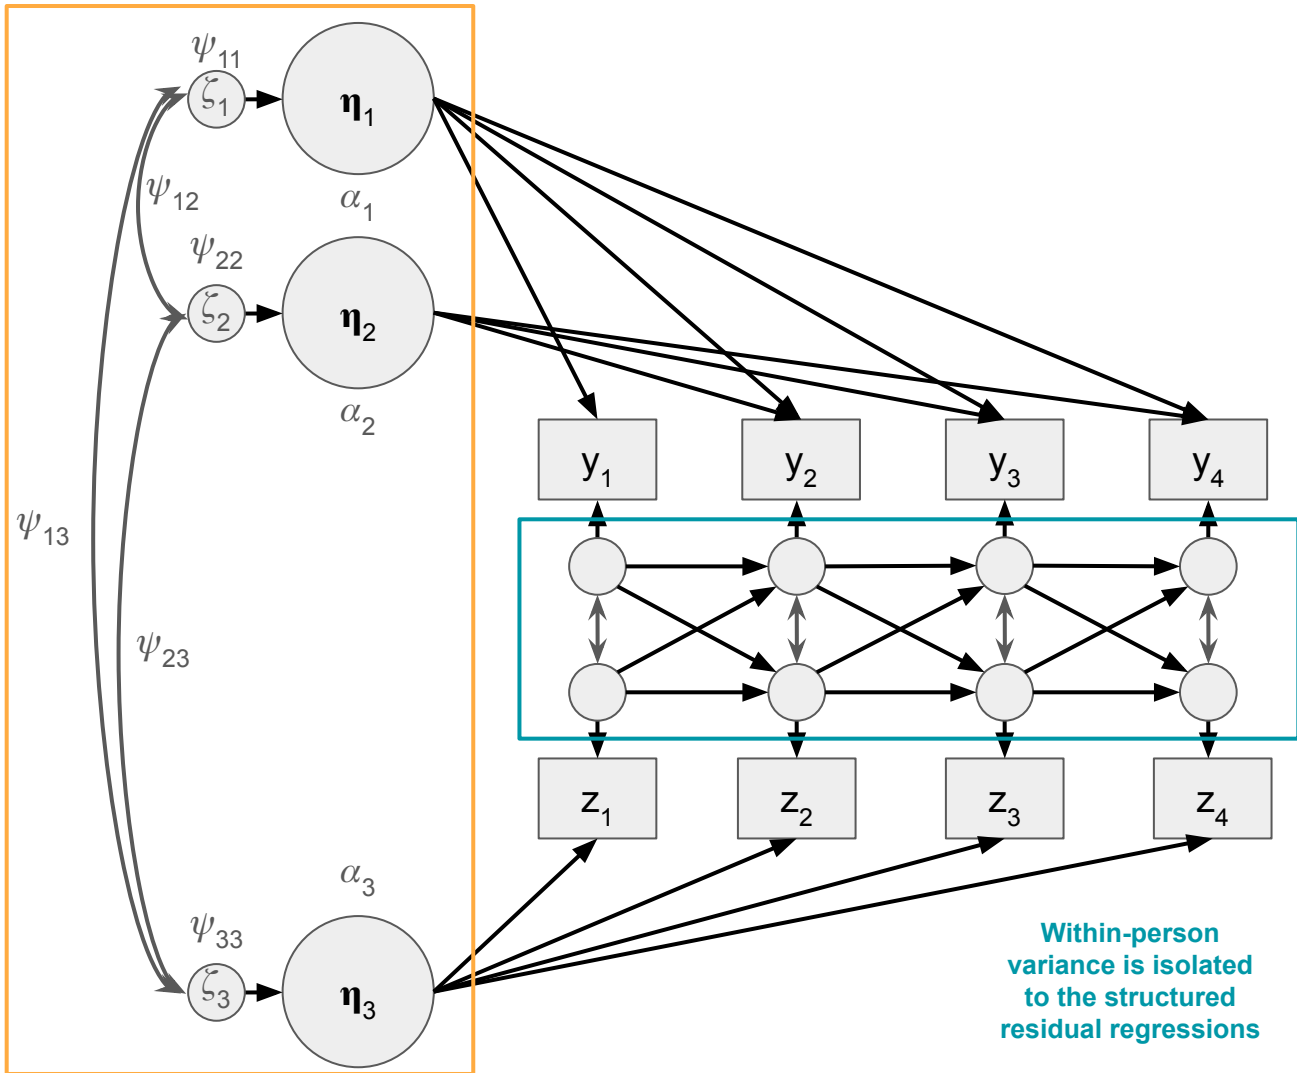 ψ₁₁
ζ₁
η₁
α₁
ψ₁₂
ψ₂₂
ζ₂
η₂
α₂
y₁ y₂ y₃ y₄
ψ₁₃
ψ₂₃
z₁ z₂ z₃ z₄
α₃
ψ₃₃
ζ₃
η₃
Within-person
variance is isolated
to the structured
residual regressions